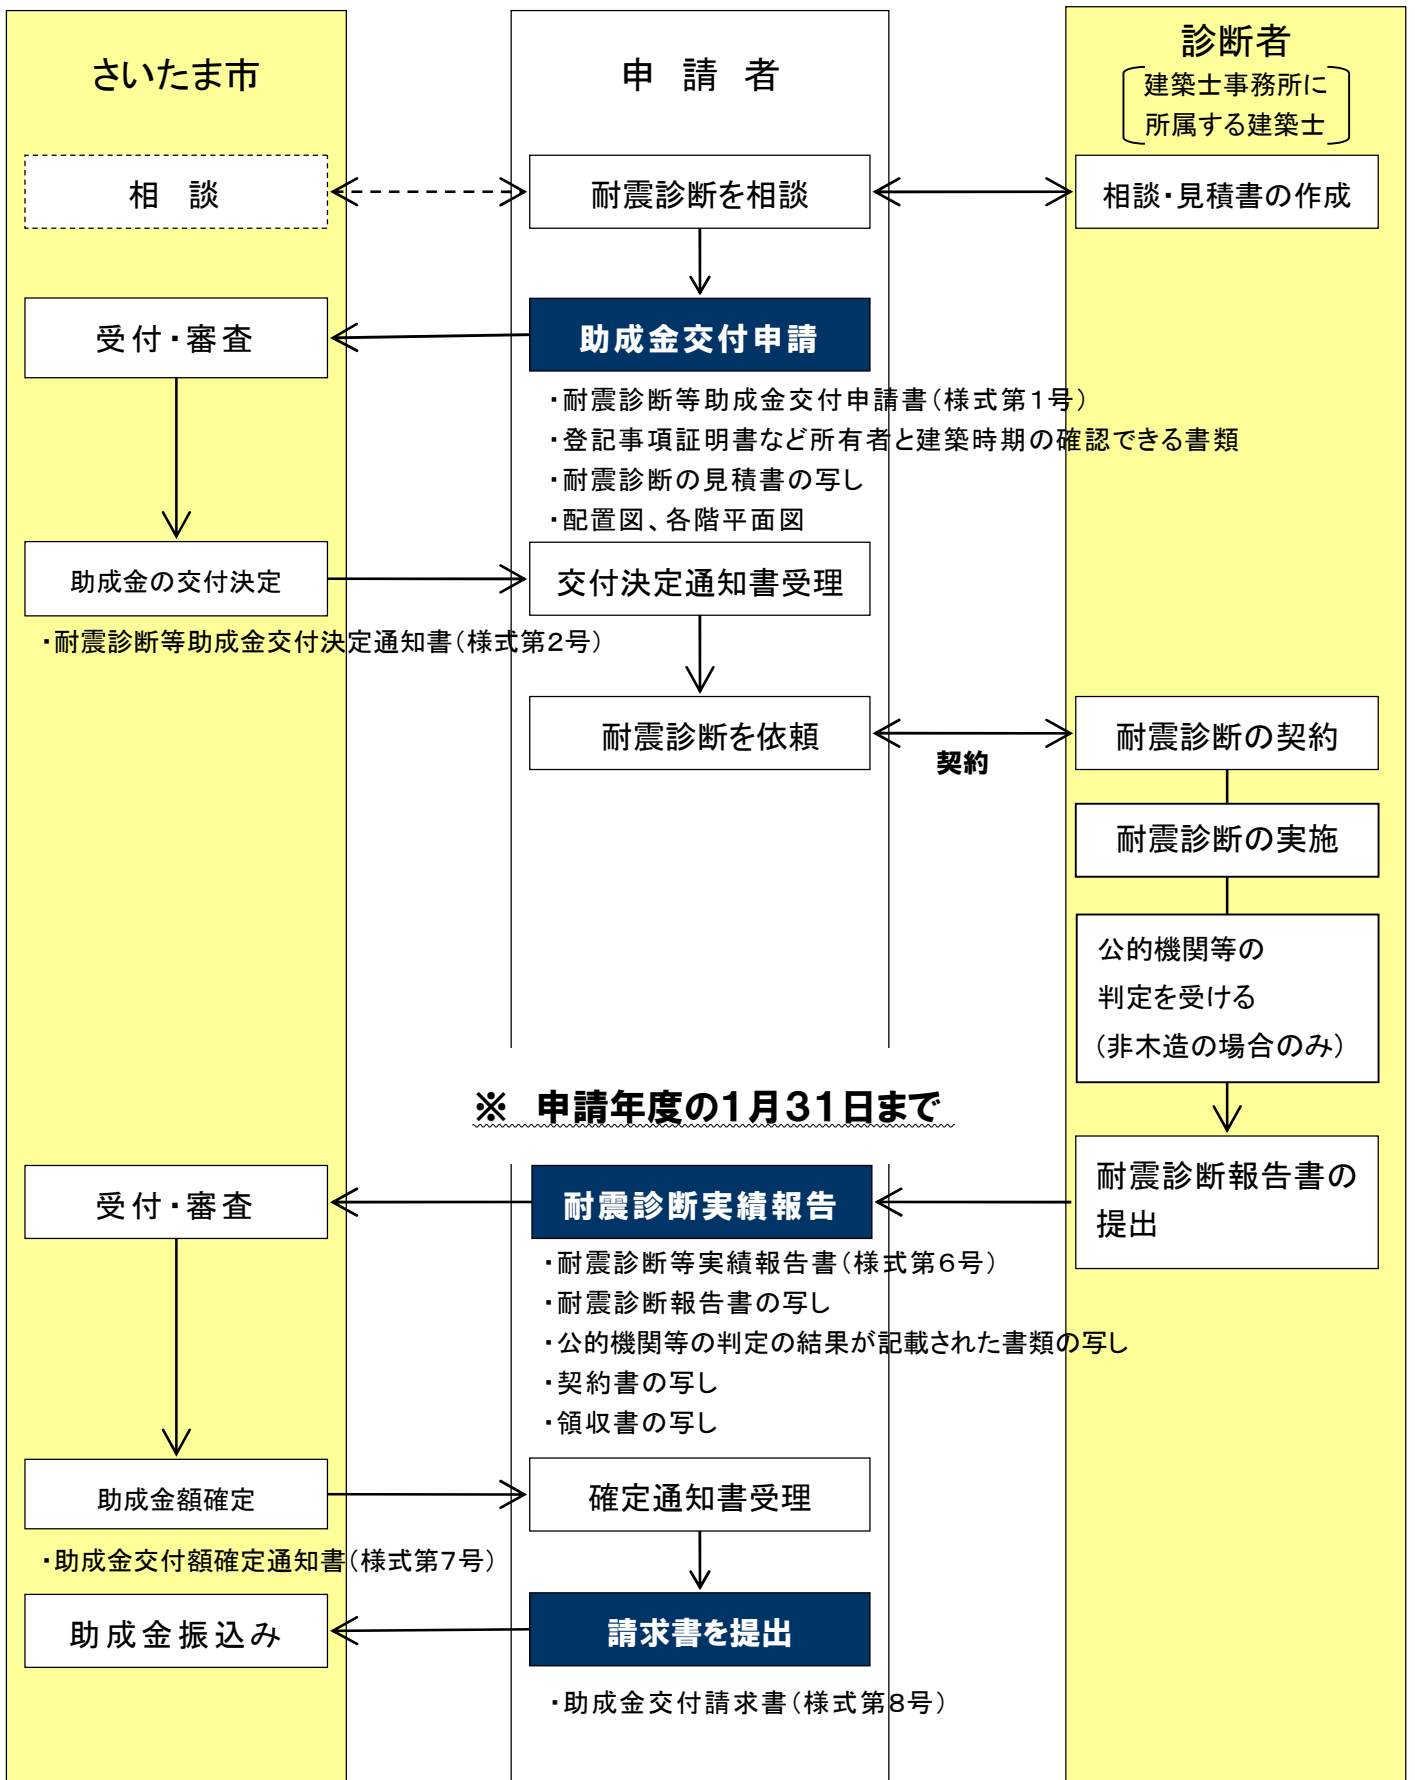 さいたま市
申 請 者
診断者
建築士事務所に
所属する建築士
相 談
耐震診断を相談
相談・見積書の作成
受付・審査
助成金交付申請
・耐震診断等助成金交付申請書（様式第１号）
・登記事項証明書など所有者と建築時期の確認できる書類
・耐震診断の見積書の写し
・配置図、各階平面図
助成金の交付決定
交付決定通知書受理
・耐震診断等助成金交付決定通知書（様式第２号）
耐震診断を依頼
契約
耐震診断の契約
耐震診断の実施
公的機関等の
判定を受ける
（非木造の場合のみ）
※ 申請年度の１月３１日まで
受付・審査
耐震診断実績報告
耐震診断報告書の
提出
・耐震診断等実績報告書（様式第６号）
・耐震診断報告書の写し
・公的機関等の判定の結果が記載された書類の写し
・契約書の写し
・領収書の写し
助成金額確定
確定通知書受理
・助成金交付額確定通知書（様式第７号）
助成金振込み
請求書を提出
・助成金交付請求書（様式第８号）